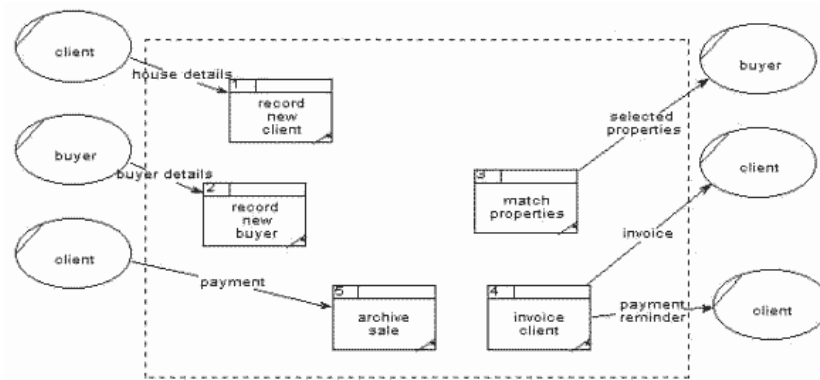 client
house details
1
record
new
client
buyer
buyer details
2
record
new
buyer
client
payment
5
archive
sale
buyer
selected
properties
3
match
properties
client
invoice
4
invoice
client
payment
reminder
client